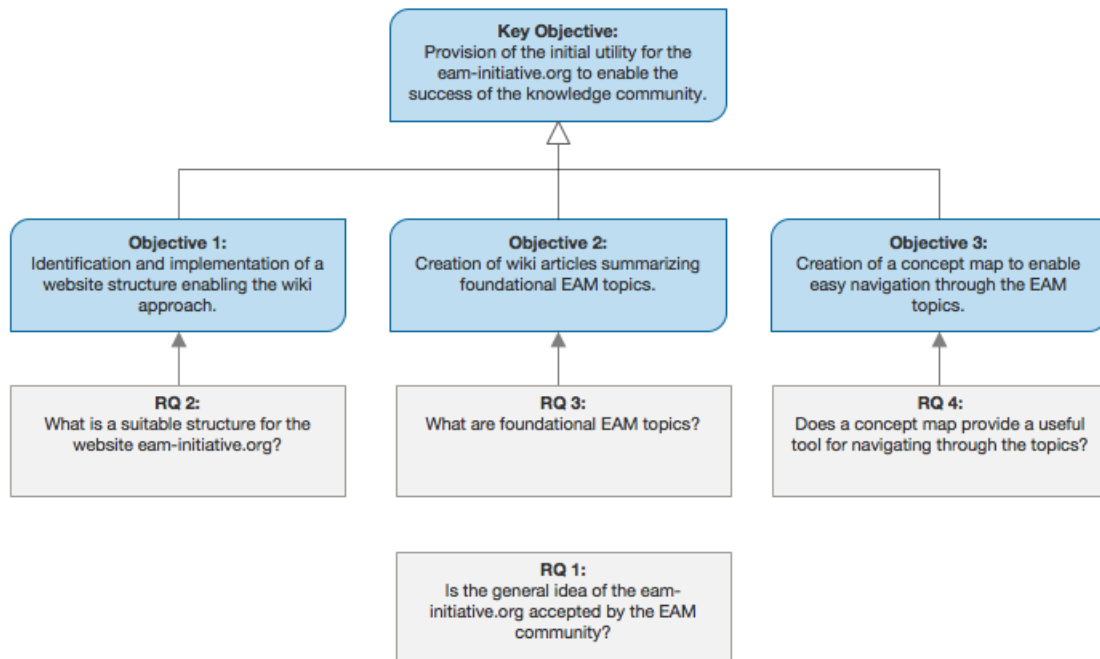 Key Objective:
Provision of the initial utility for the
eam-initiative.org to enable the
success of the knowledge community.
Objective 1:
Identification and implementation of a
website structure enabling the wiki
approach.
Objective 2:
Creation of wiki articles summarizing
foundational EAM topics.
Objective 3:
Creation of a concept map to enable
easy navigation through the EAM
topics.
RQ 2:
What is a suitable structure for the
website eam-initiative.org?
RQ 3:
What are foundational EAM topics?
RQ 4:
Does a concept map provide a useful
tool for navigating through the topics?
RQ 1:
Is the general idea of the eam-
initiative.org accepted by the EAM
community?